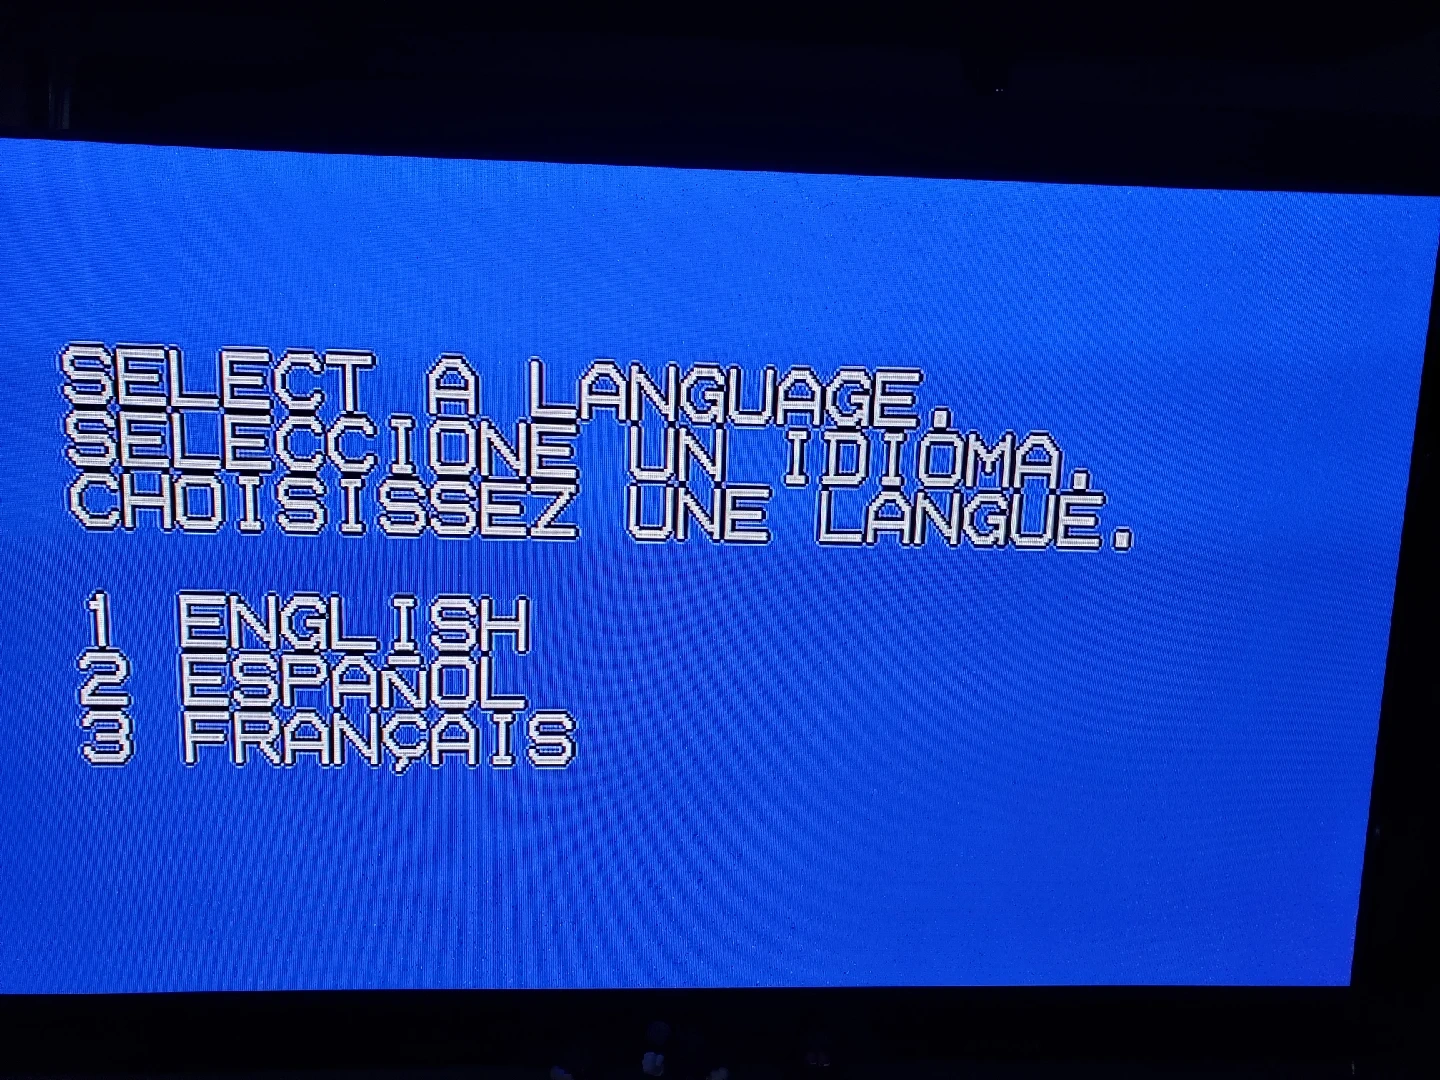 SELECT A LANGUAGE.
SELECCIONE UN IDIOMA.
CHOISISSEZ UNE LANGUE.
1 ENGLISH
2 ESPAÑOL
3 FRANÇAIS